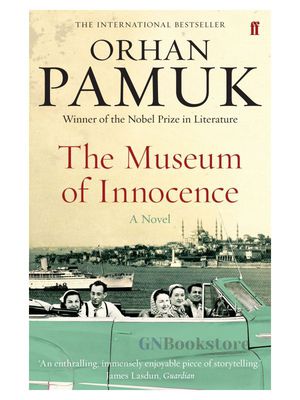 THE INTERNATIONAL BESTSELLER
ff
ORHAN
PAMUK
Winner of the Nobel Prize in Literature
The Museum
of Innocence
A Novel
GNBookstore
'An enthralling, immensely enjoyable piece of storytelling.'
James Lasdun, Guardian